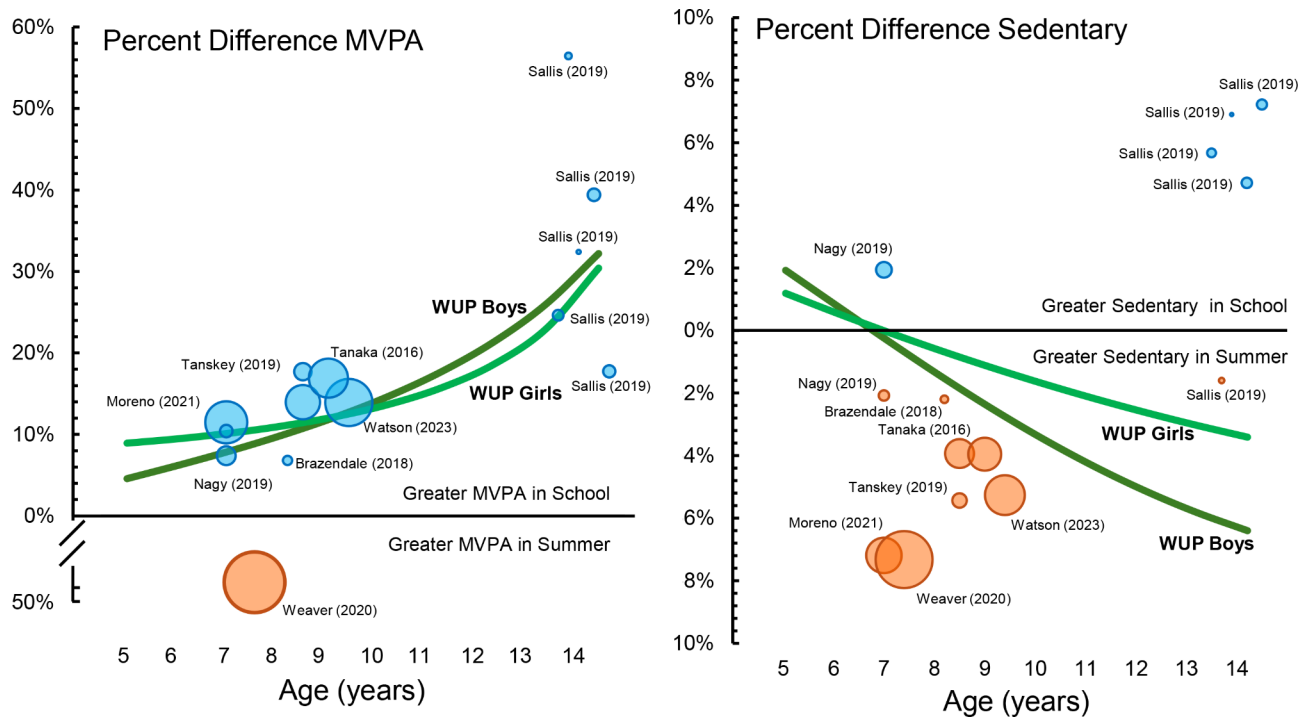 Percent Difference MVPA
60%
50%
40%
30%
20%
10%
0%
50%
Sallis (2019)
Sallis (2019)
Sallis (2019)
WUP Boys
Sallis (2019)
Tanskey (2019)
Tanaka (2016)
WUP Girls
Sallis (2019)
Moreno (2021)
Watson (2023)
Brazendale (2018)
Nagy (2019)
Greater MVPA in School
Greater MVPA in Summer
Weaver (2020)
5 6 7 8 9 10 11 12 13 14
Age (years)
Percent Difference Sedentary
10%
8%
6%
4%
2%
0%
2%
4%
6%
8%
10%
Sallis (2019)
Sallis (2019)
Sallis (2019)
Sallis (2019)
Nagy (2019)
Greater Sedentary in School
Greater Sedentary in Summer
Nagy (2019)
Sallis (2019)
Brazendale (2018)
Tanaka (2016)
WUP Girls
Tanskey (2019)
Watson (2023)
Moreno (2021)
WUP Boys
Weaver (2020)
5 6 7 8 9 10 11 12 13 14
Age (years)